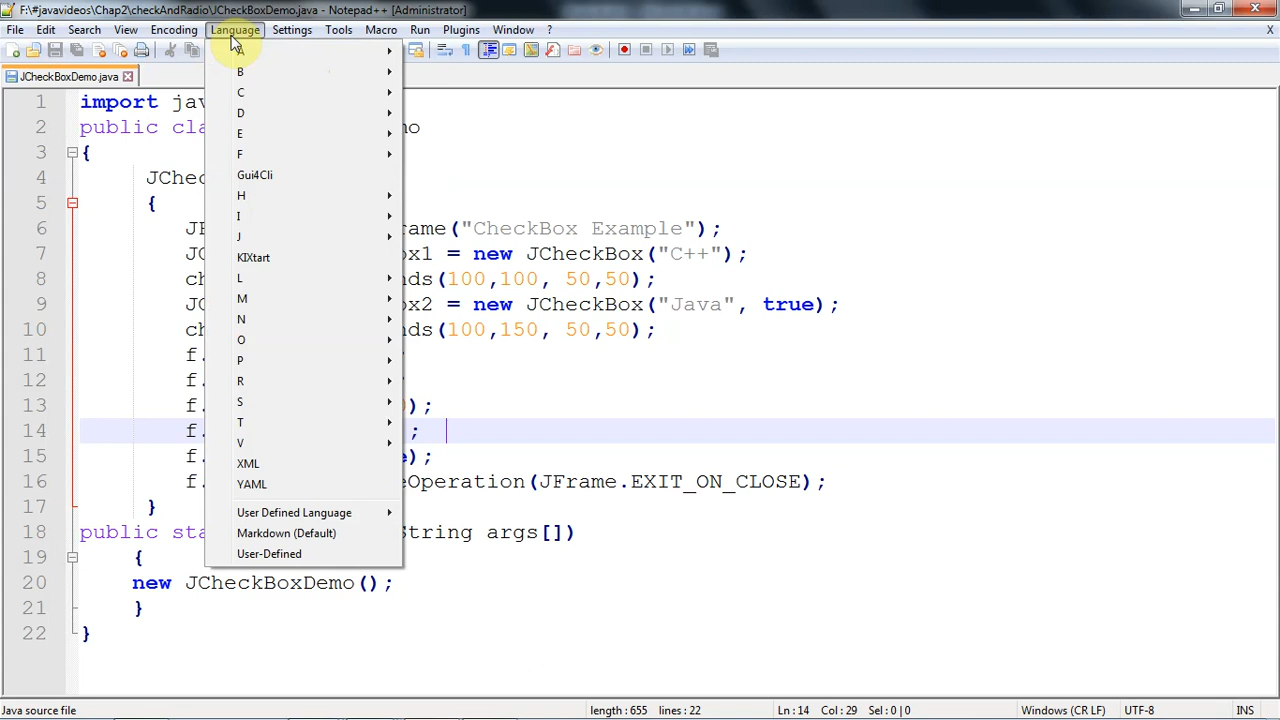 F:\#javavideos\Chap2\checkAndRadio\JCheckBoxDemo.java - Notepad++ [Administrator]
File Edit Search View Encoding Language Settings Tools Macro Run Plugins Window ? X
JCheckBoxDemo.java
A
B
C
D
E
F
Gui4Cli
H
I
J
KIXtart
L
M
N
O
P
R
S
T
V
XML
YAML
User Defined Language
Markdown (Default)
User-Defined
1 import jav
2 public cla mo
3 {
4 JChec
5 {
6 JF rame("CheckBox Example");
7 JC ox1 = new JCheckBox("C++");
8 ch nds(100,100, 50,50);
9 JC ox2 = new JCheckBox("Java", true);
10 ch nds(100,150, 50,50);
11 f. ;
12 f. ;
13 f. );
14 f. ;
15 f. e);
16 f. eOperation(JFrame.EXIT_ON_CLOSE);
17 }
18 public sta String args[])
19 {
20 new JCheckBoxDemo();
21 }
22 }
Java source file length : 655 lines : 22 Ln : 14 Col : 29 Sel : 0 | 0 Windows (CR LF) UTF-8 INS